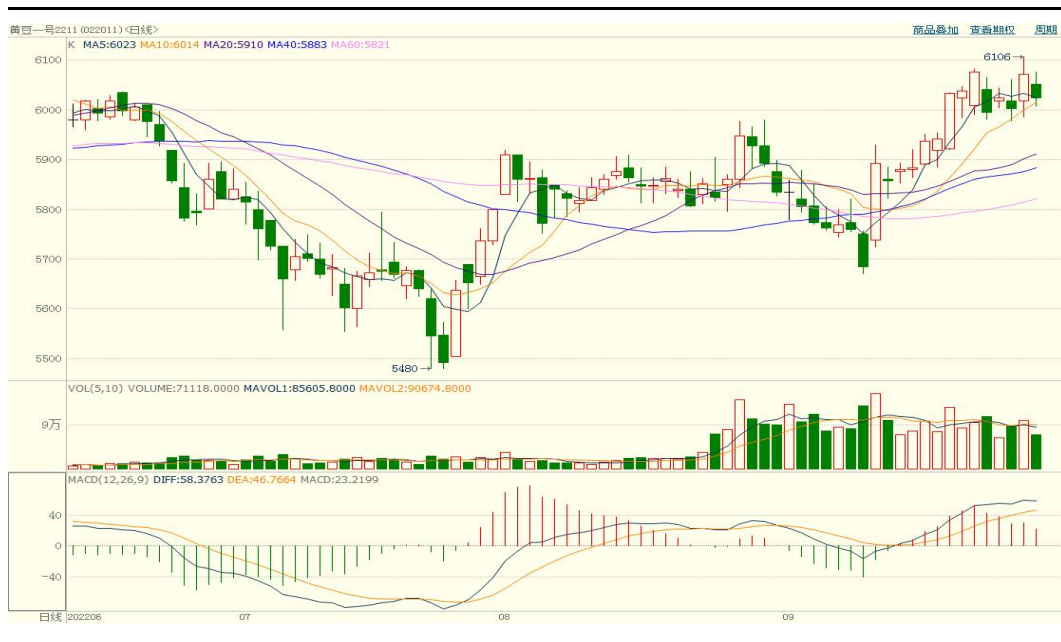 黄豆一号2211 (022011) <日线> 商品叠加 查看期权 周期
K MA5:6023 MA10:6014 MA20:5910 MA40:5883 MA60:5821
6106→
6100
6000
5900
5800
5700
5600
5500
5480→
VOL(5,10) VOLUME:71118.0000 MAVOL1:85605.8000 MAVOL2:90674.8000
9万
MACD(12,26,9) DIFF:58.3763 DEA:46.7664 MACD:23.2199
40
0
-40
日线 202206 07 08 09